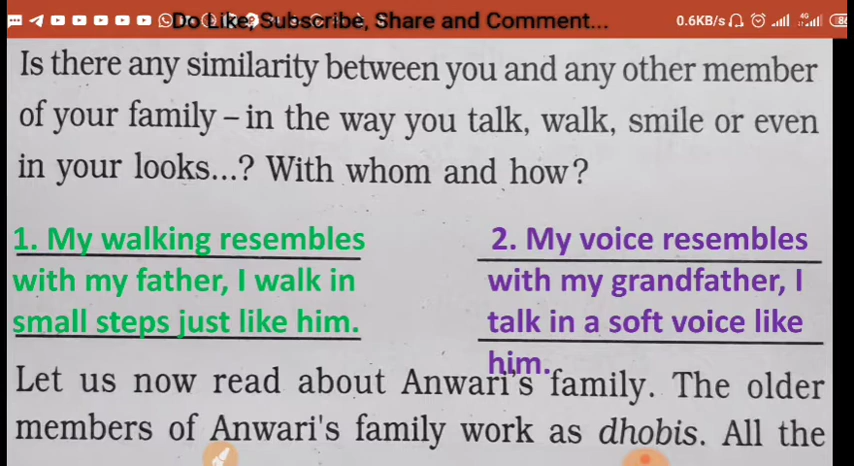 Do Like, Subscribe, Share and Comment...
0.6KB/s 4G
Is there any similarity between you and any other member
of your family – in the way you talk, walk, smile or even
in your looks...? With whom and how?
1. My walking resembles
with my father, I walk in
small steps just like him.
2. My voice resembles
with my grandfather, I
talk in a soft voice like
him.
Let us now read about Anwari's family. The older
members of Anwari's family work as dhobis. All the